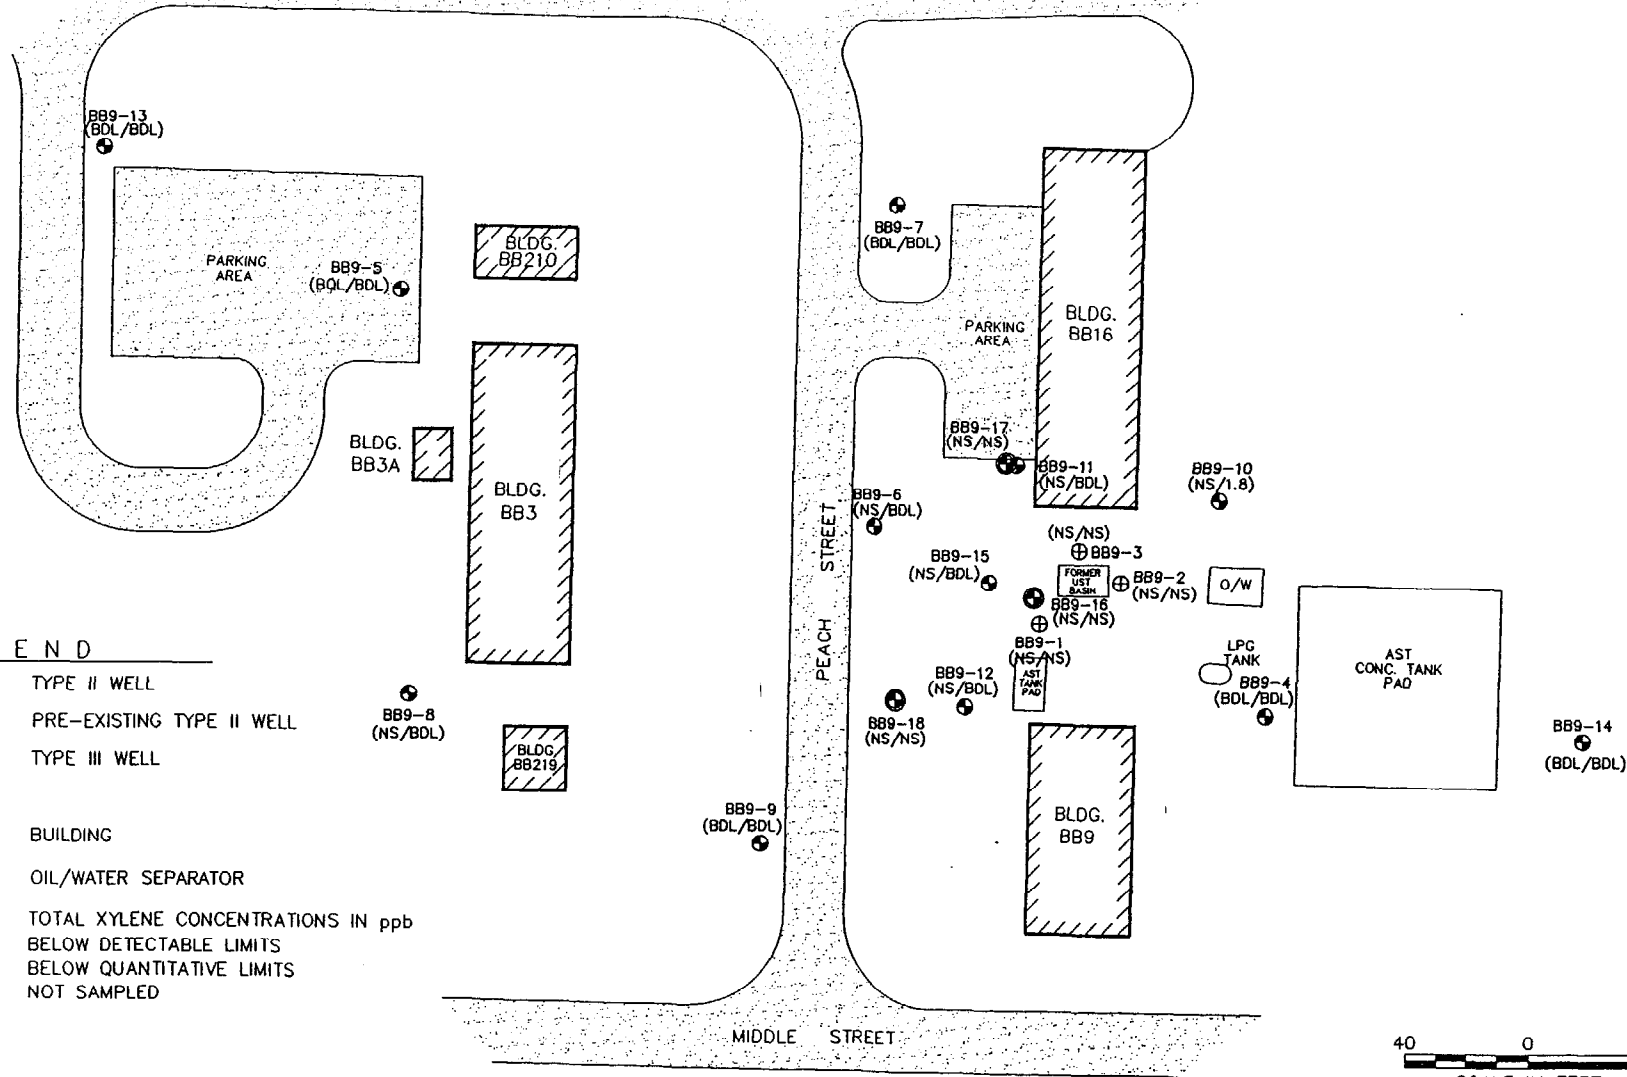 BB9-13
(BDL/BDL)
PARKING
AREA
BB9-5
(BQL/BDL)
BLDG.
BB210
BB9-7
(BDL/BDL)
PARKING
AREA
BLDG.
BB16
BLDG.
BB3A
BLDG.
BB3
BB9-17
(NS/NS)
BB9-11
(NS/BDL)
BB9-10
(NS/1.8)
BB9-6
(NS/BDL)
(NS/NS)
BB9-3
BB9-15
(NS/BDL)
FORMER
UST
BASIN
BB9-2
(NS/NS)
O/W
BB9-16
(NS/NS)
BB9-1
(NS/NS)
AST
TANK
PAD
PEACH STREET
LPG
TANK
AST
CONC. TANK
PAD
BB9-4
(BDL/BDL)
BB9-12
(NS/BDL)
BB9-18
(NS/NS)
BB9-14
(BDL/BDL)
BB9-8
(NS/BDL)
BLDG.
BB219
BB9-9
(BDL/BDL)
BLDG.
BB9
E N D
TYPE II WELL
PRE-EXISTING TYPE II WELL
TYPE III WELL
BUILDING
OIL/WATER SEPARATOR
TOTAL XYLENE CONCENTRATIONS IN ppb
BELOW DETECTABLE LIMITS
BELOW QUANTITATIVE LIMITS
NOT SAMPLED
MIDDLE STREET
40 0